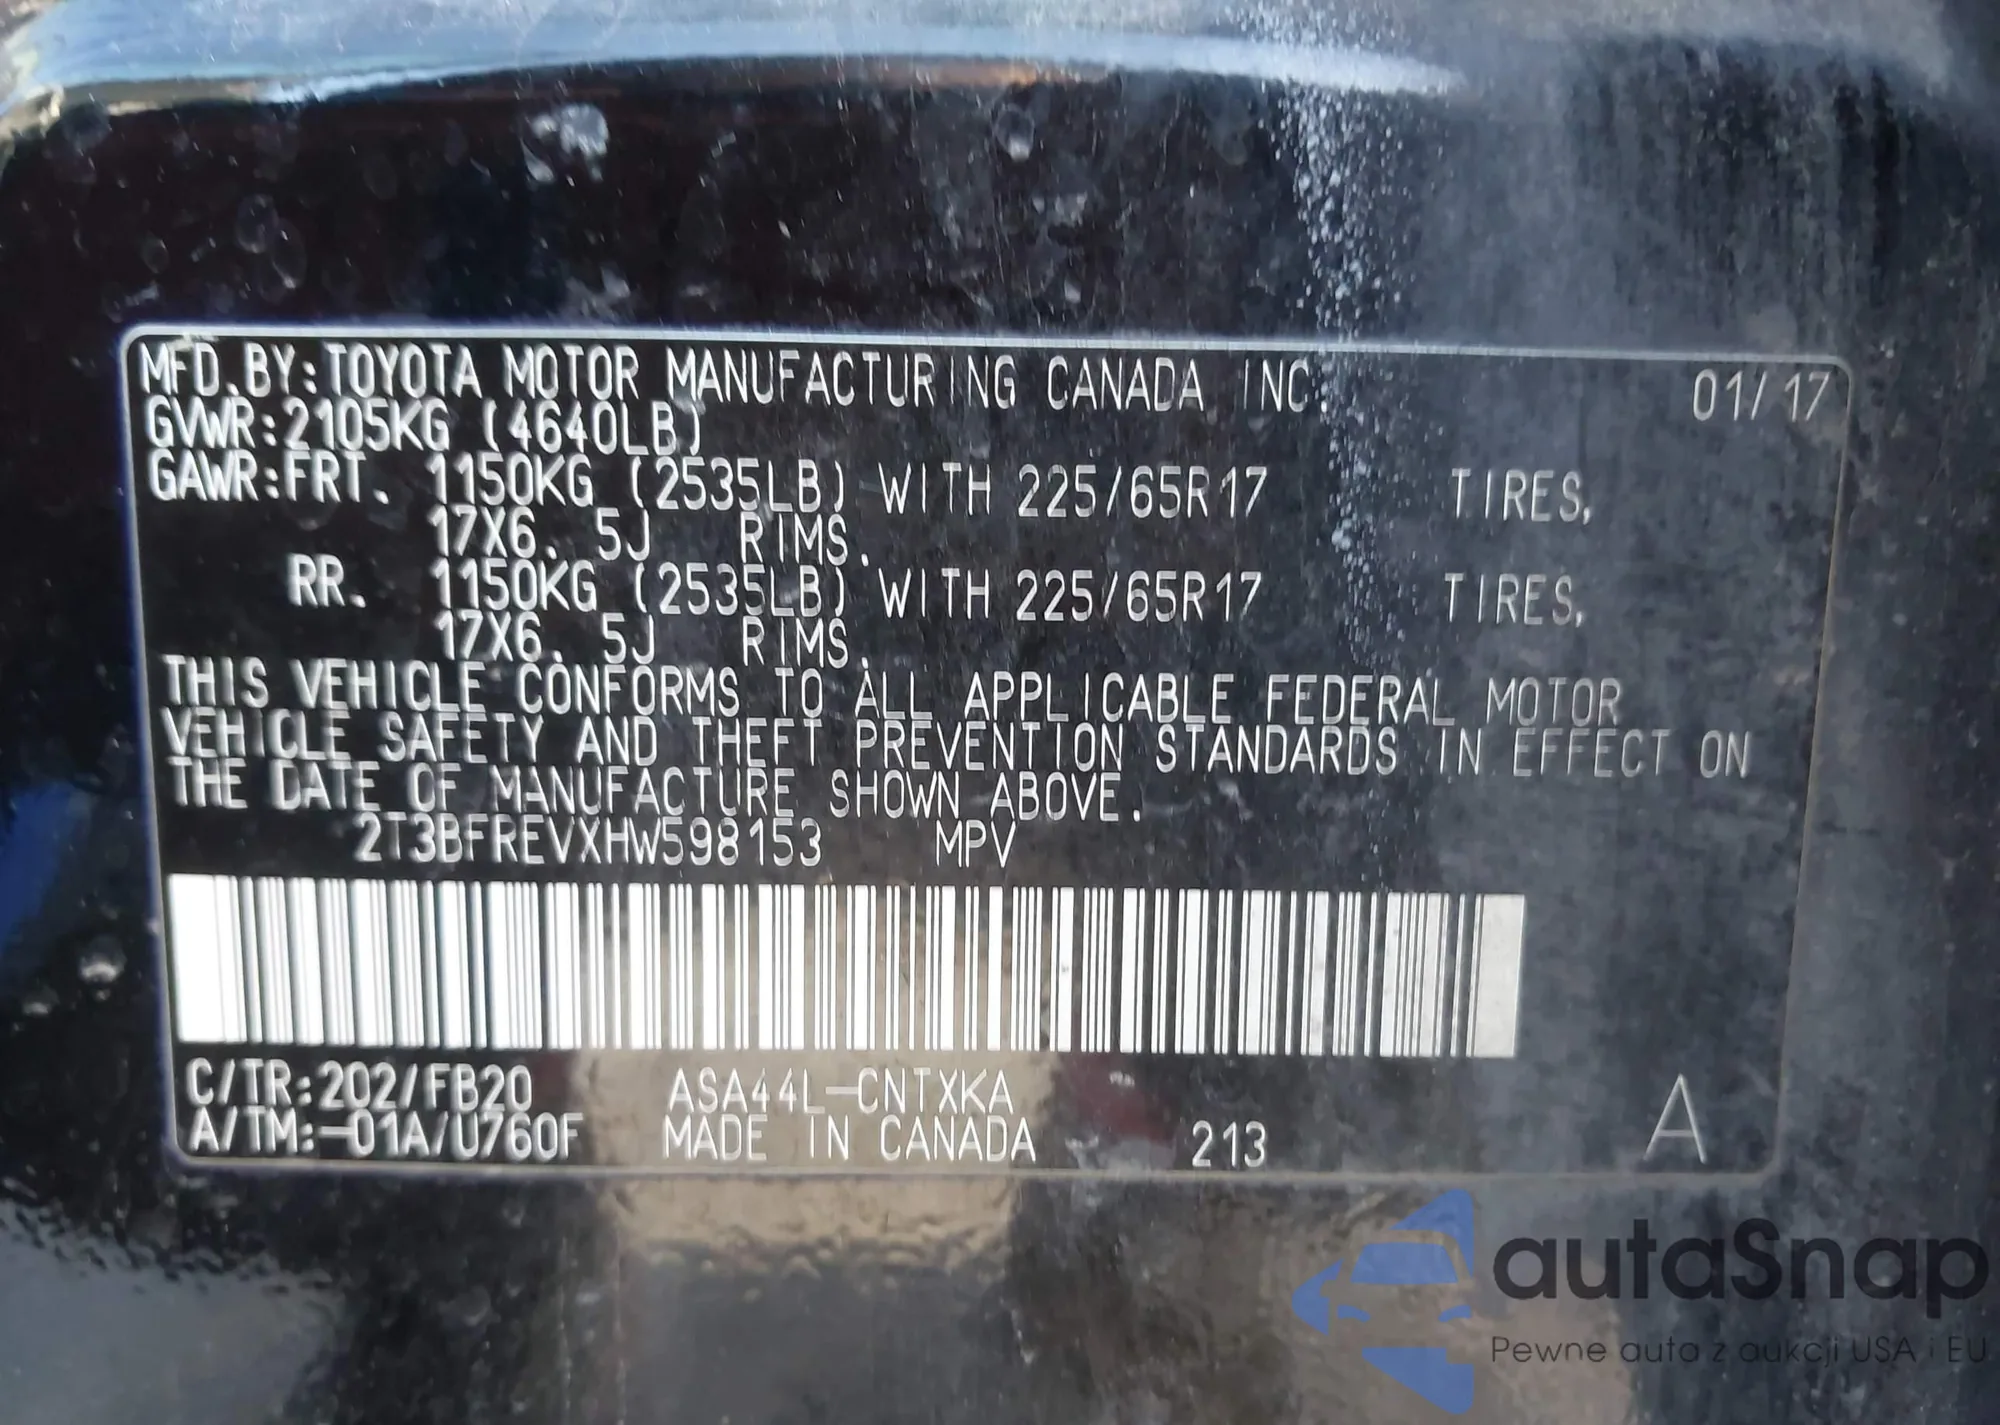 MFD.BY:TOYOTA MOTOR MANUFACTURING CANADA INC. 01/17
GVWR:2105KG (4640LB)
GAWR:FRT. 1150KG (2535LB) WITH 225/65R17 TIRES,
17X6. 5J RIMS.
RR. 1150KG (2535LB) WITH 225/65R17 TIRES,
17X6. 5J RIMS.
THIS VEHICLE CONFORMS TO ALL APPLICABLE FEDERAL MOTOR
VEHICLE SAFETY AND THEFT PREVENTION STANDARDS IN EFFECT ON
THE DATE OF MANUFACTURE SHOWN ABOVE.
2T3BFREVXHW598153 MPV
C/TR:202/FB20 ASA44L-CNTXKA
A/TM:-01A/U760F MADE IN CANADA 213 A
autaSnap
Pewne auta z aukcji USA i EU